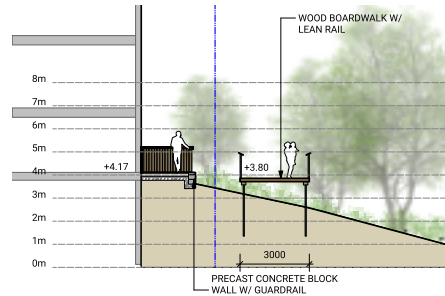 WOOD BOARDWALK W/
LEAN RAIL
8m
7m
6m
5m
4m
+4.17
+3.80
3m
2m
1m
0m
3000
PRECAST CONCRETE BLOCK
WALL W/ GUARDRAIL